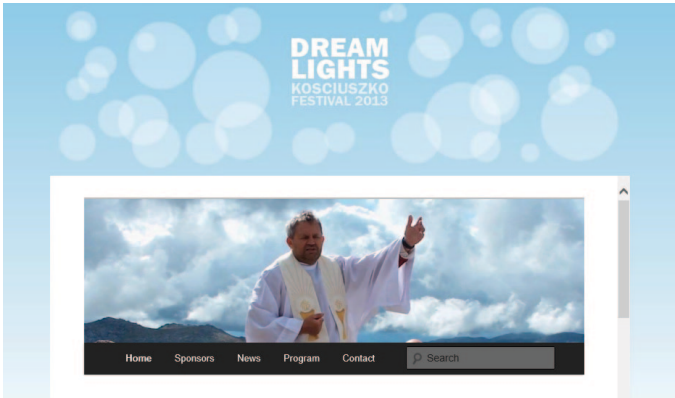 DREAM
LIGHTS
KOSCIUSZKO
FESTIVAL 2013
Home Sponsors News Program Contact Search